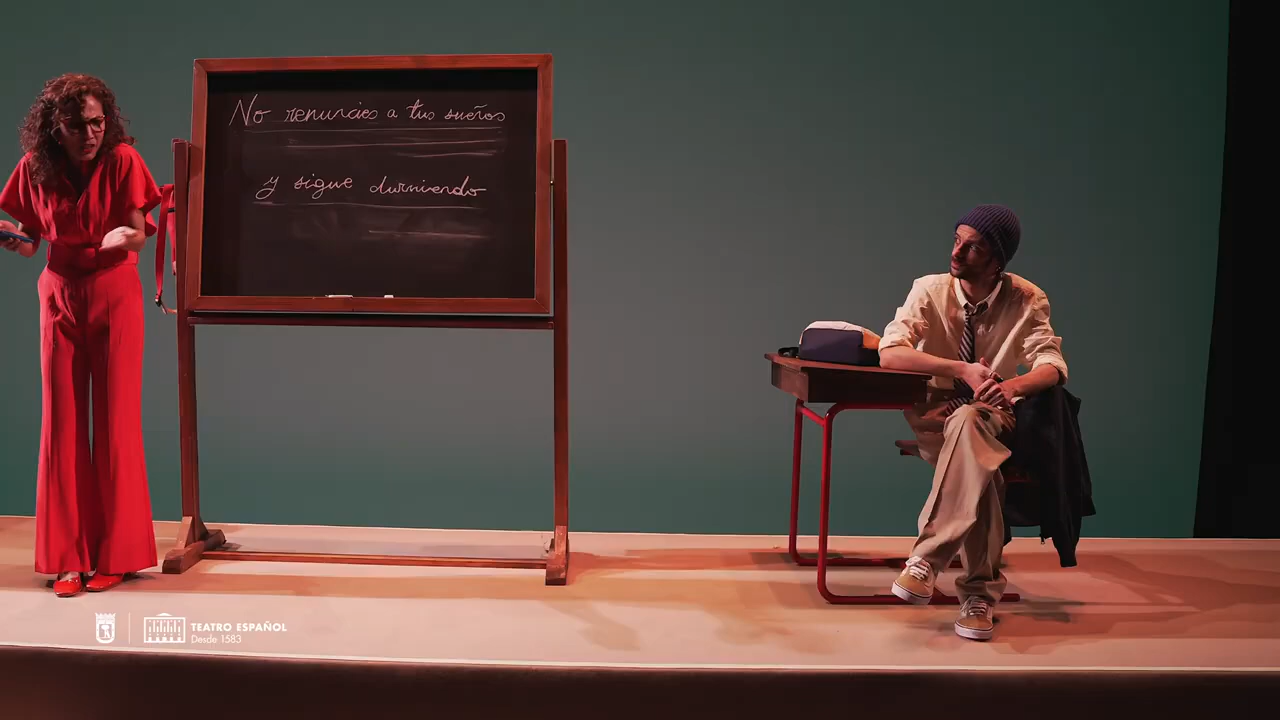 No renuncies a tus sueños
y sigue durmiendo
TEATRO ESPAÑOL
Desde 1583